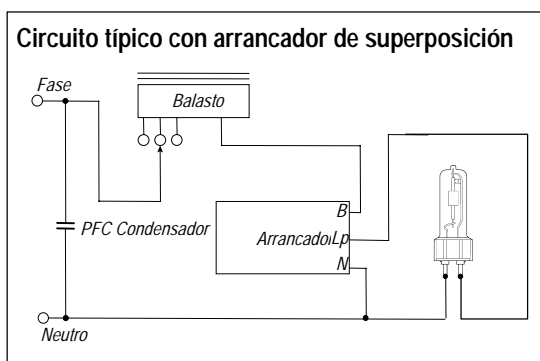 Circuito típico con arrancador de superposición
Fase
Balasto
B
PFC Condensador
Arrancador
Lp
N
Neutro